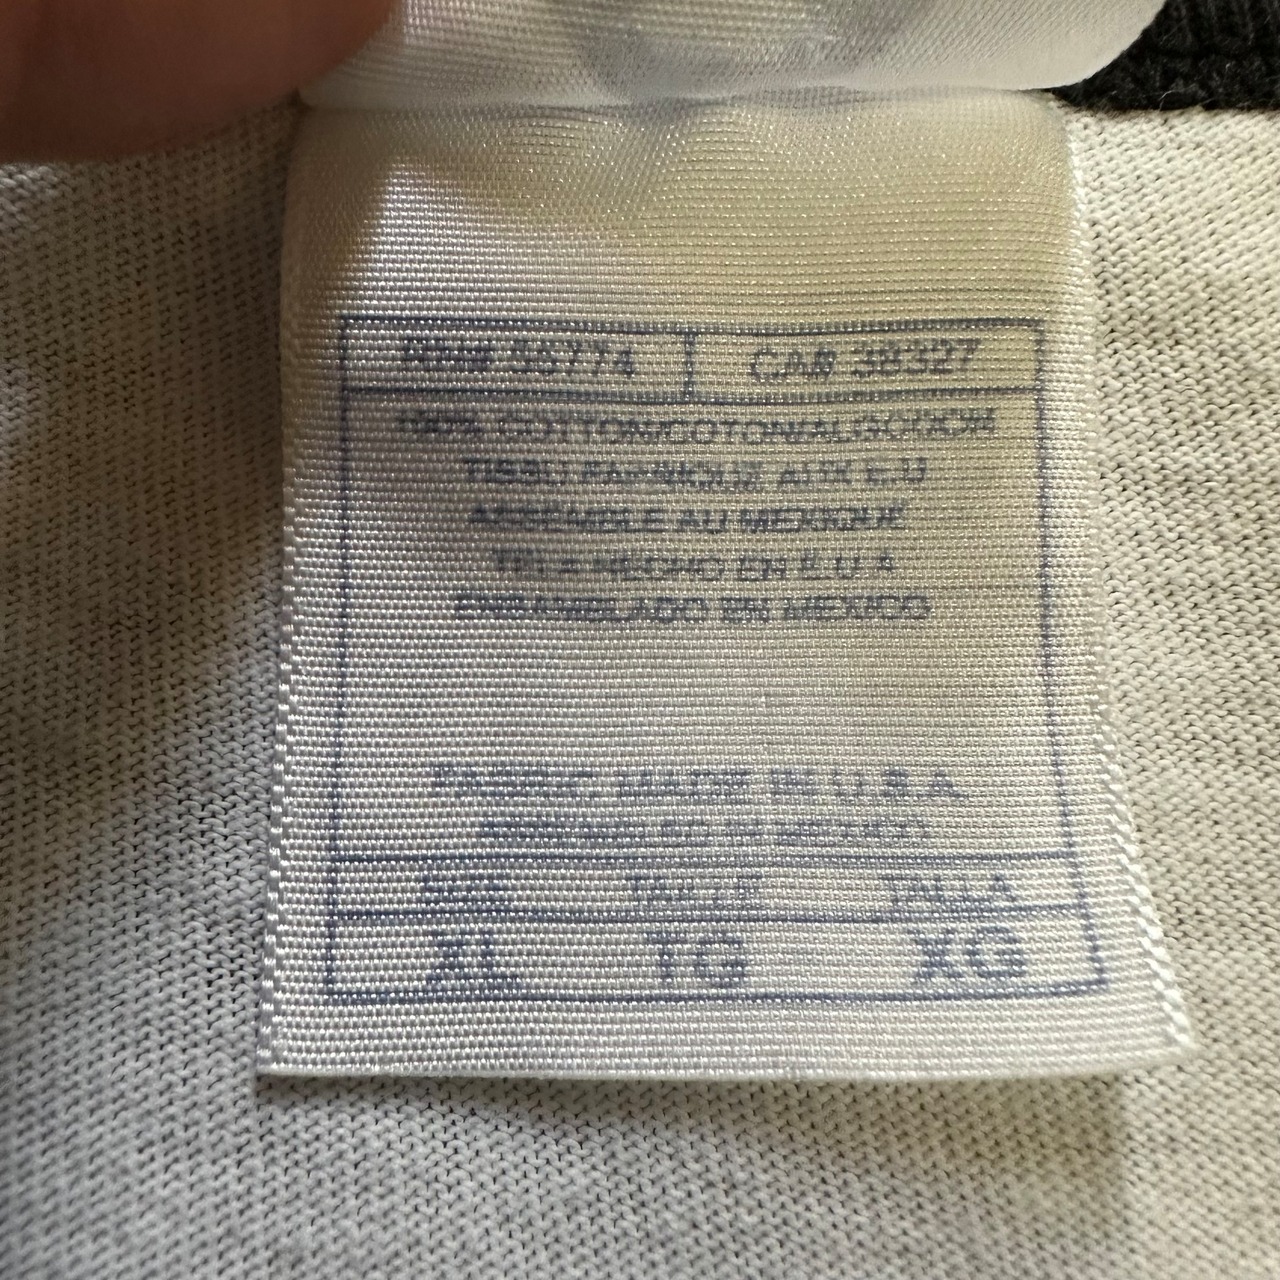 RN# 56774 CA# 38327
100% COTTON/COTON/ALGODON
TISSU FABRIQUE AUX E.U
ASSEMBLE AU MEXIQUE
TELA HECHO EN E.U.A
ENSAMBLADO EN MEXICO
FABRIC MADE IN U.S.A.
ASSEMBLED IN MEXICO
SIZE TAILLE TALLA
XL TG XG